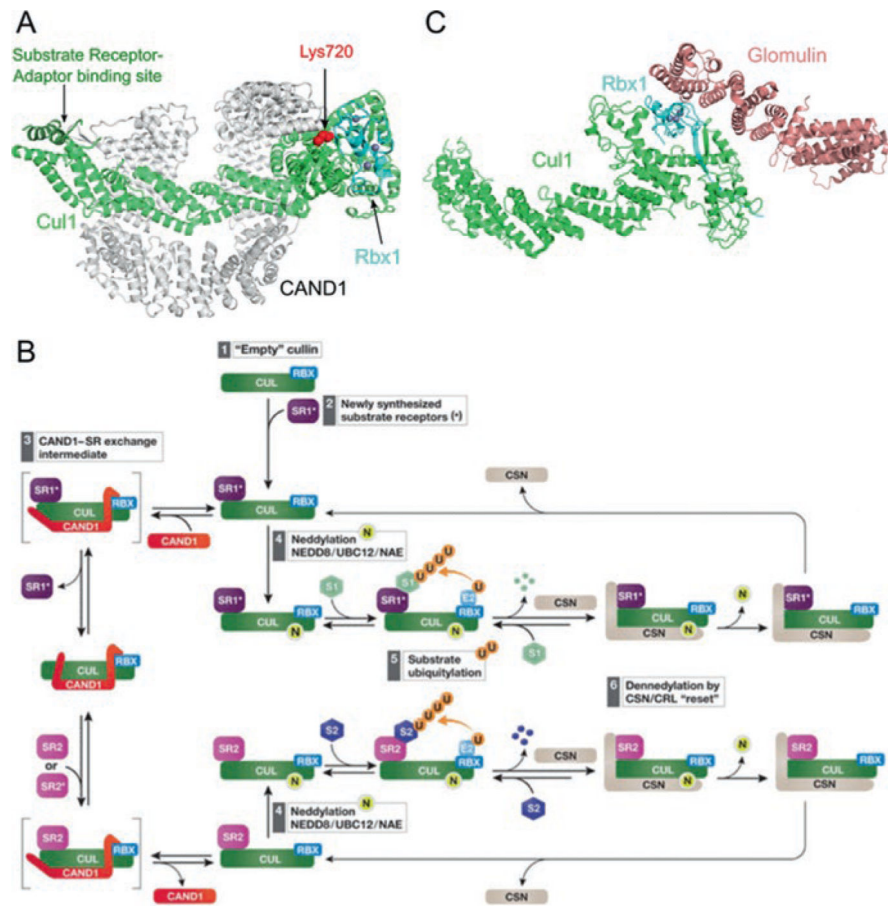 A
Substrate Receptor-
Adaptor binding site
Lys720
Cul1
Rbx1
CAND1
C
Rbx1
Glomulin
Cul1
B
1 "Empty" cullin
CUL RBX
SR1* 2 Newly synthesized
substrate receptors (*)
3 CAND1–SR exchange
intermediate
SR1*
CUL RBX
CAND1
CAND1
SR1*
CUL RBX
CSN
4 Neddylation N
NEDD8/UBC12/NAE
SR1*
SR1*
CUL RBX
N
S1
S1 U U U U
U
SR1* E2
CUL RBX
N
CSN
S1
SR1*
CUL RBX
CSN N
N
SR1*
CUL RBX
CSN
CUL RBX
CAND1
5 Substrate U U
ubiquitylation
6 Dennedylation by
CSN/CRL "reset"
SR2
or
SR2*
SR2
CUL RBX
N
S2
S2 U U U U
U
SR2 E2
CUL RBX
N
CSN
S2
SR2
CUL RBX
CSN N
N
SR2
CUL RBX
CSN
4 Neddylation N
NEDD8/UBC12/NAE
SR2
CUL RBX
CAND1
CAND1
SR2
CUL RBX
CSN